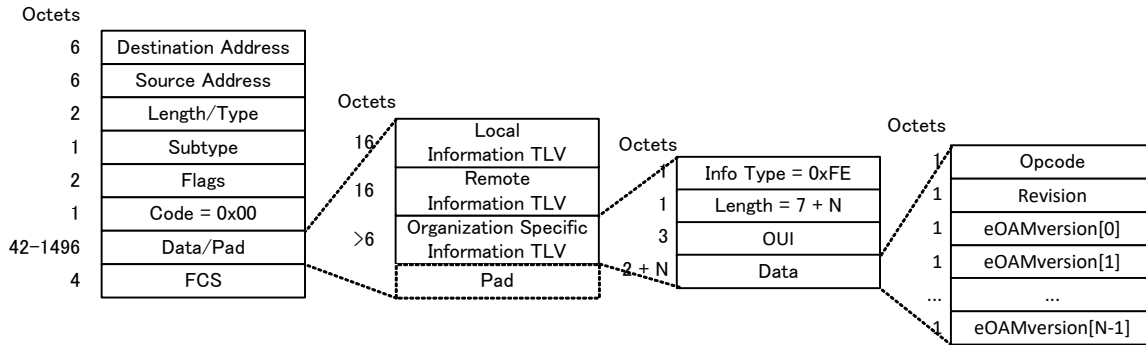 Octets
6 Destination Address
6 Source Address
2 Length/Type
1 Subtype
2 Flags
1 Code = 0x00
42-1496 Data/Pad
4 FCS
Octets
16 Local
Information TLV
16 Remote
Information TLV
>6 Organization Specific
Information TLV
Pad
Octets
1 Info Type = 0xFE
1 Length = 7 + N
3 OUI
2 + N Data
Octets
1 Opcode
1 Revision
1 eOAMversion[0]
1 eOAMversion[1]
... ...
1 eOAMversion[N-1]